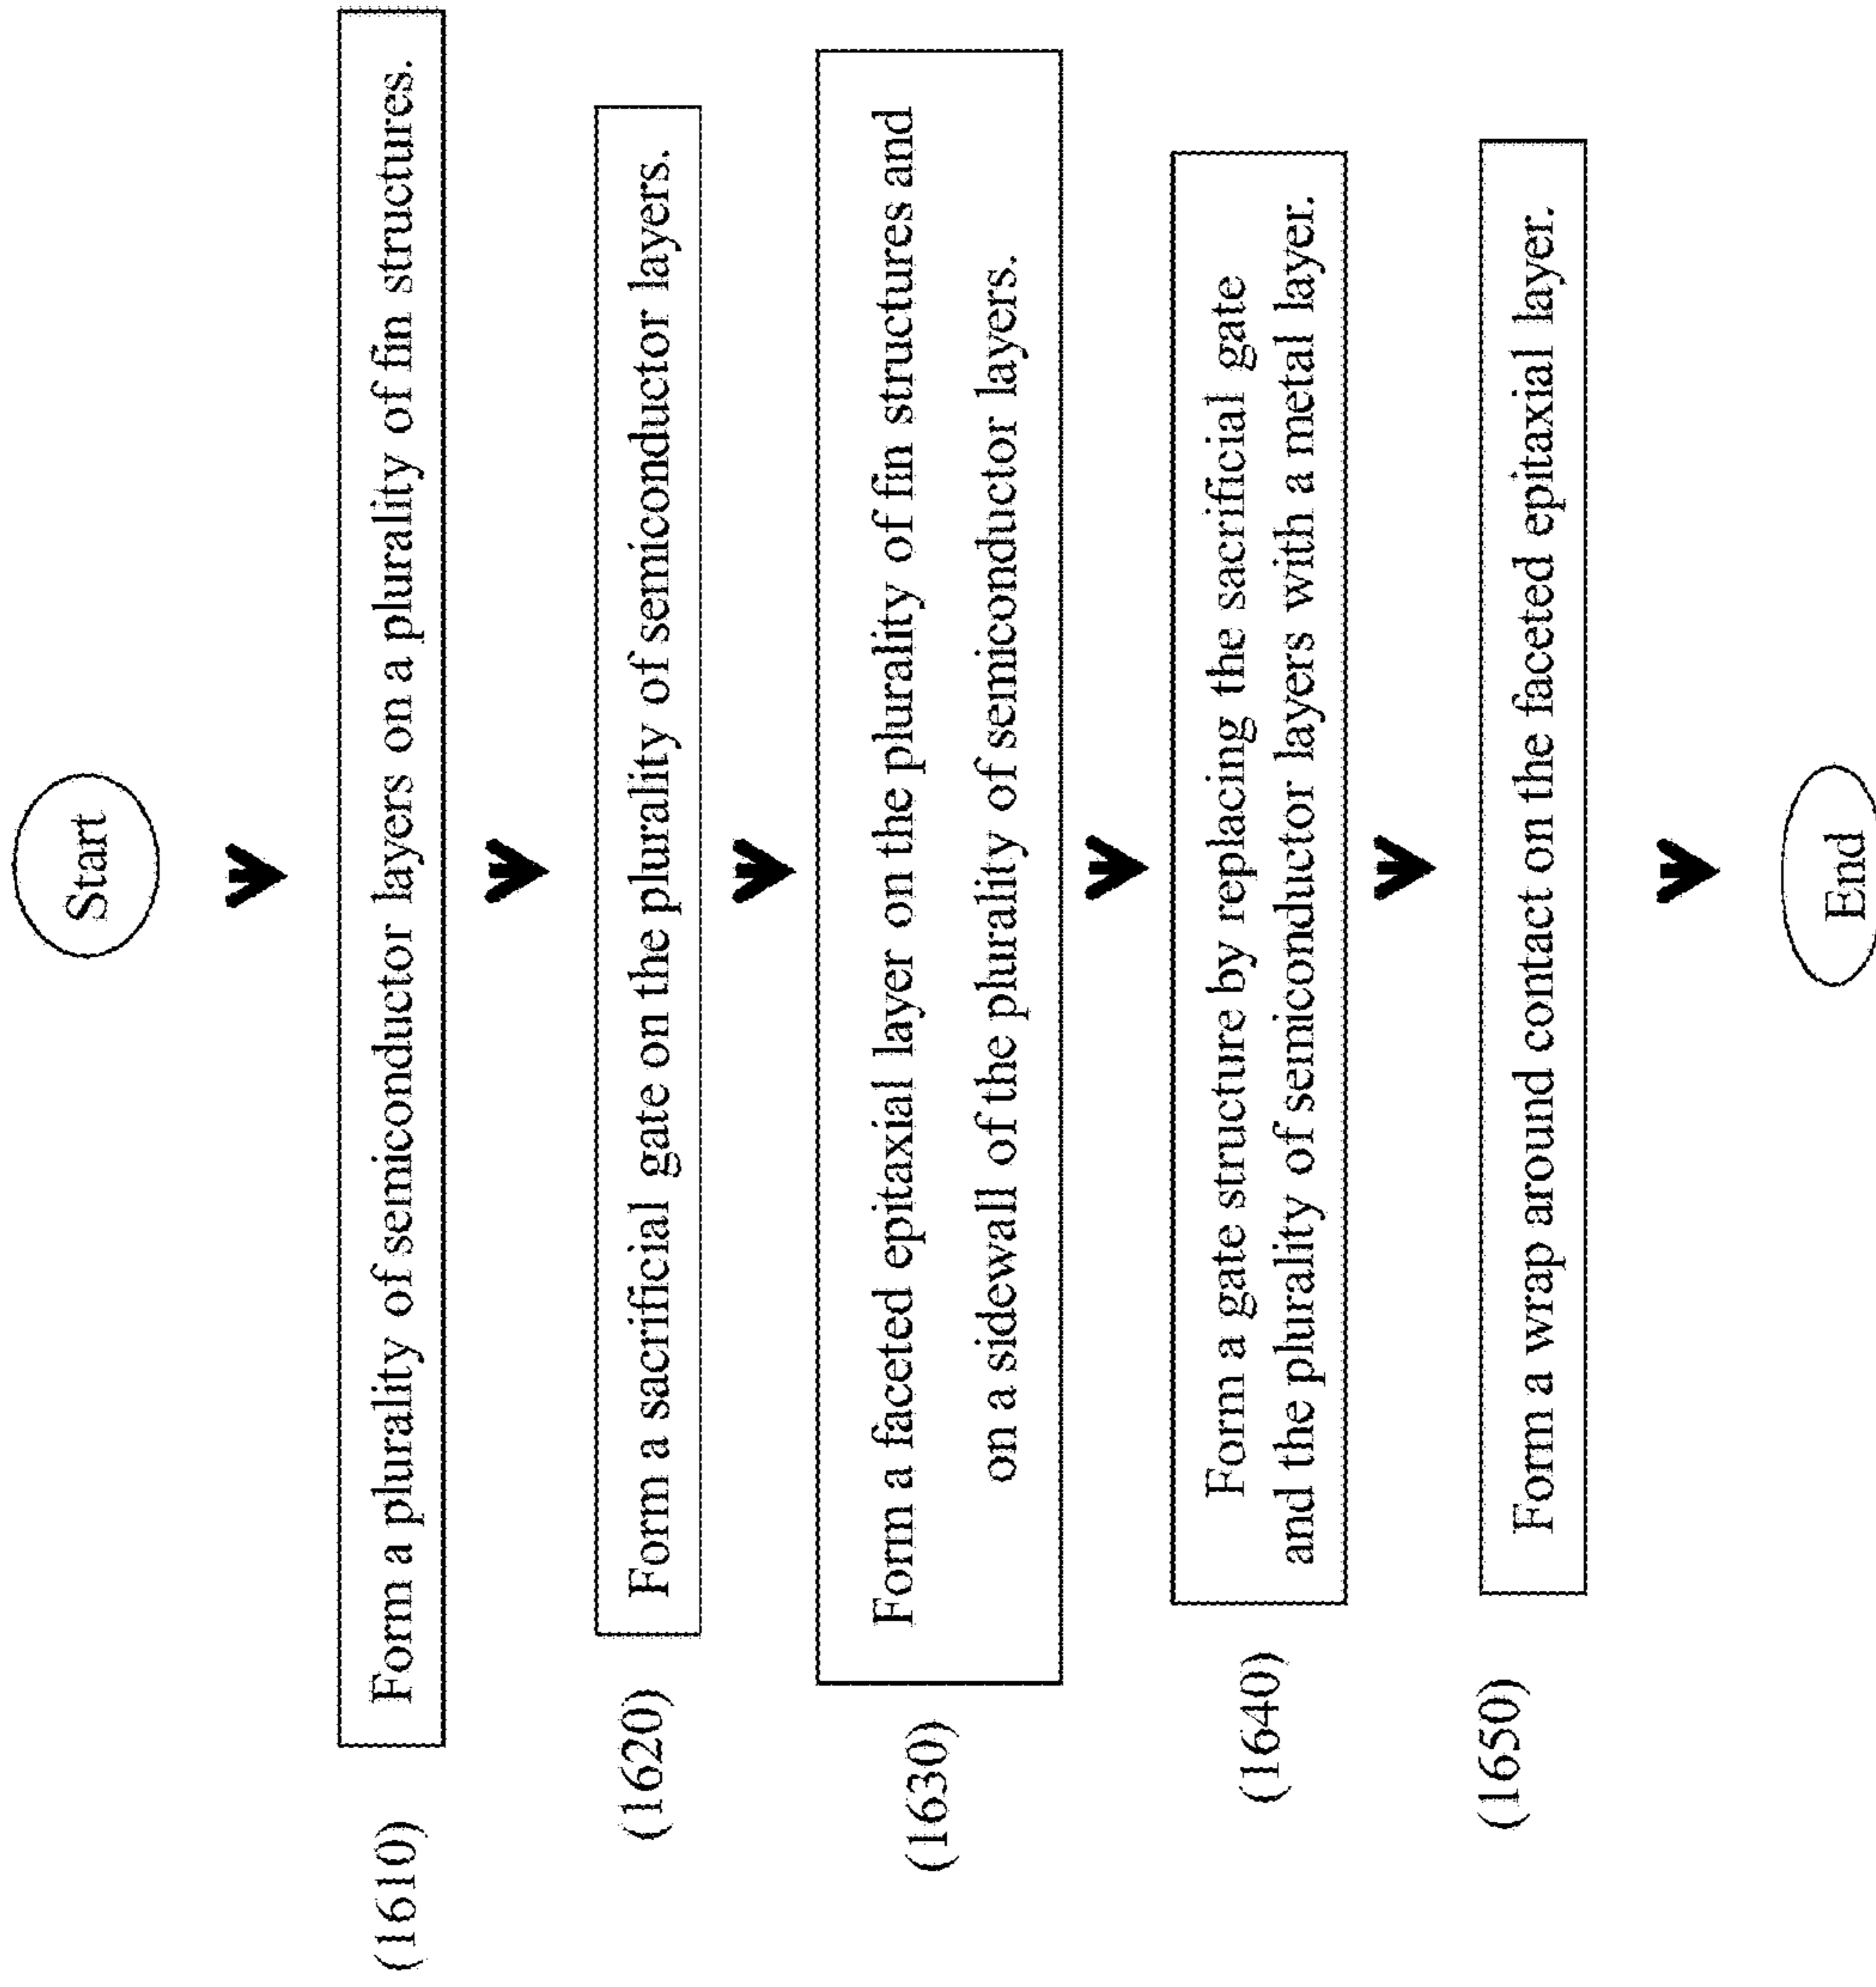 Start
(1610)
Form a plurality of semiconductor layers on a plurality of fin structures.
(1620)
Form a sacrificial gate on the plurality of semiconductor layers.
(1630)
Form a faceted epitaxial layer on the plurality of fin structures and
on a sidewall of the plurality of semiconductor layers.
(1640)
Form a gate structure by replacing the sacrificial gate
and the plurality of semiconductor layers with a metal layer.
(1650)
Form a wrap around contact on the faceted epitaxial layer.
End